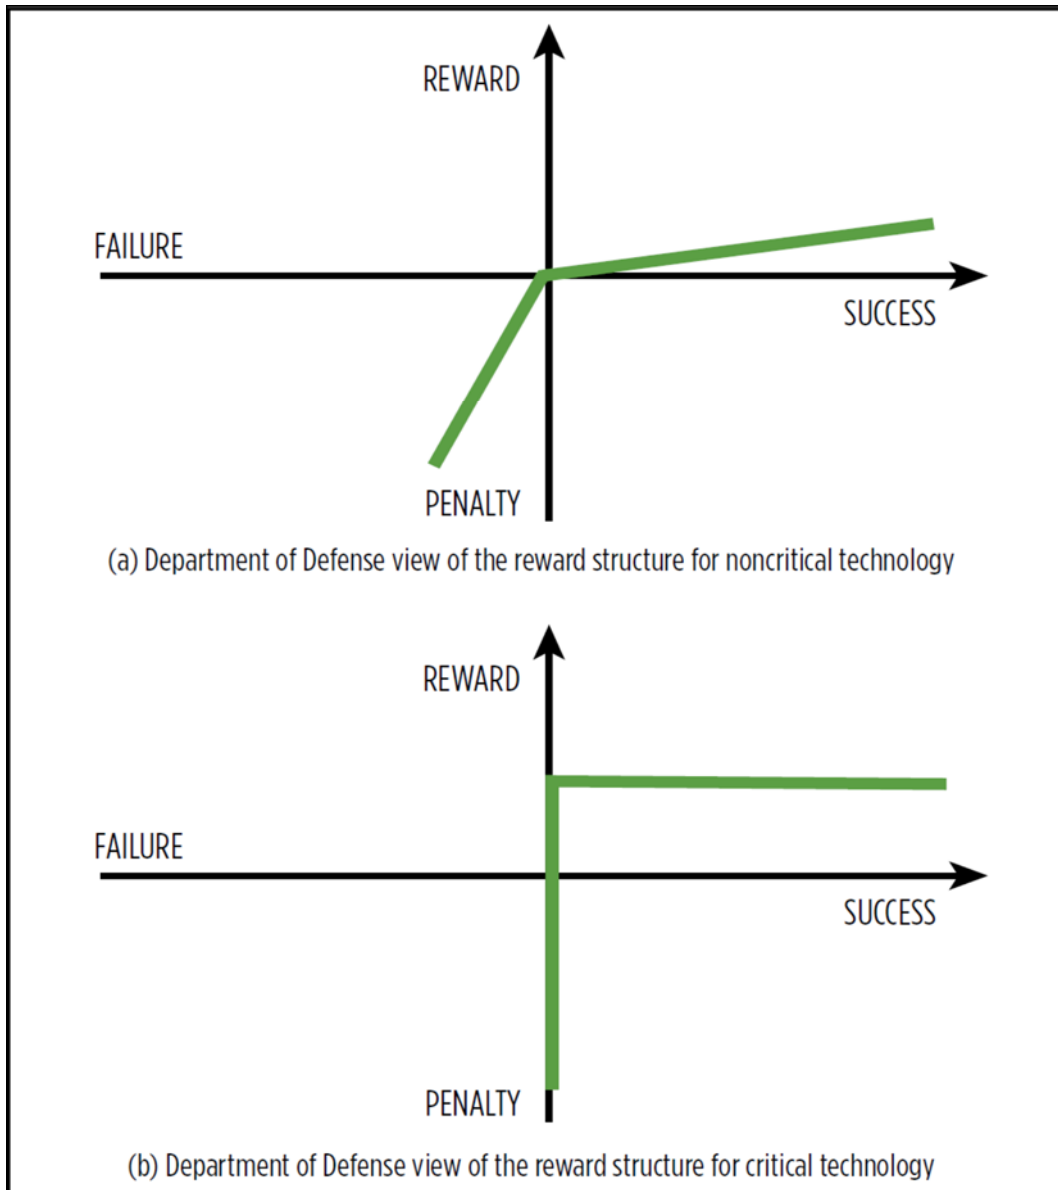 REWARD
FAILURE
SUCCESS
PENALTY
(a) Department of Defense view of the reward structure for noncritical technology
REWARD
FAILURE
SUCCESS
PENALTY
(b) Department of Defense view of the reward structure for critical technology